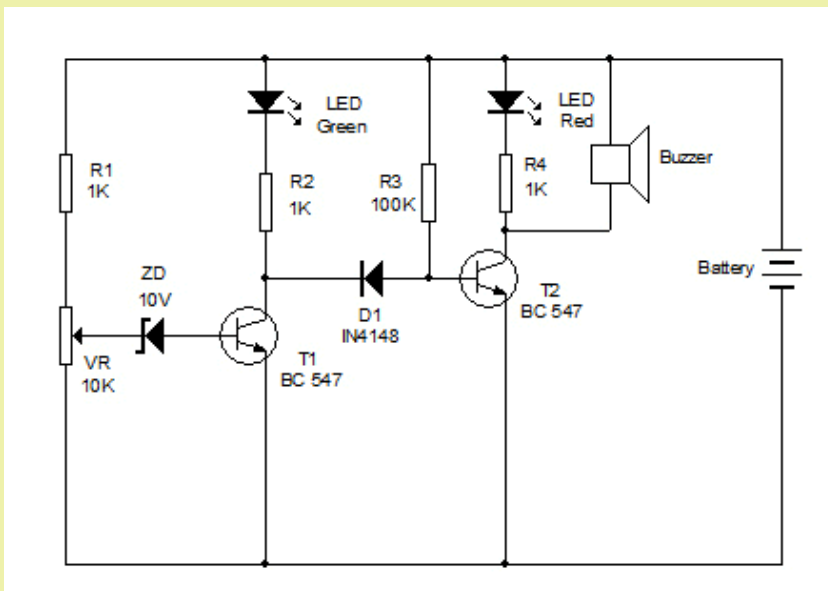 LED
Green
LED
Red
R1
1K
R2
1K
R3
100K
R4
1K
Buzzer
ZD
10V
Battery
D1
IN4148
T2
BC 547
VR
10K
T1
BC 547